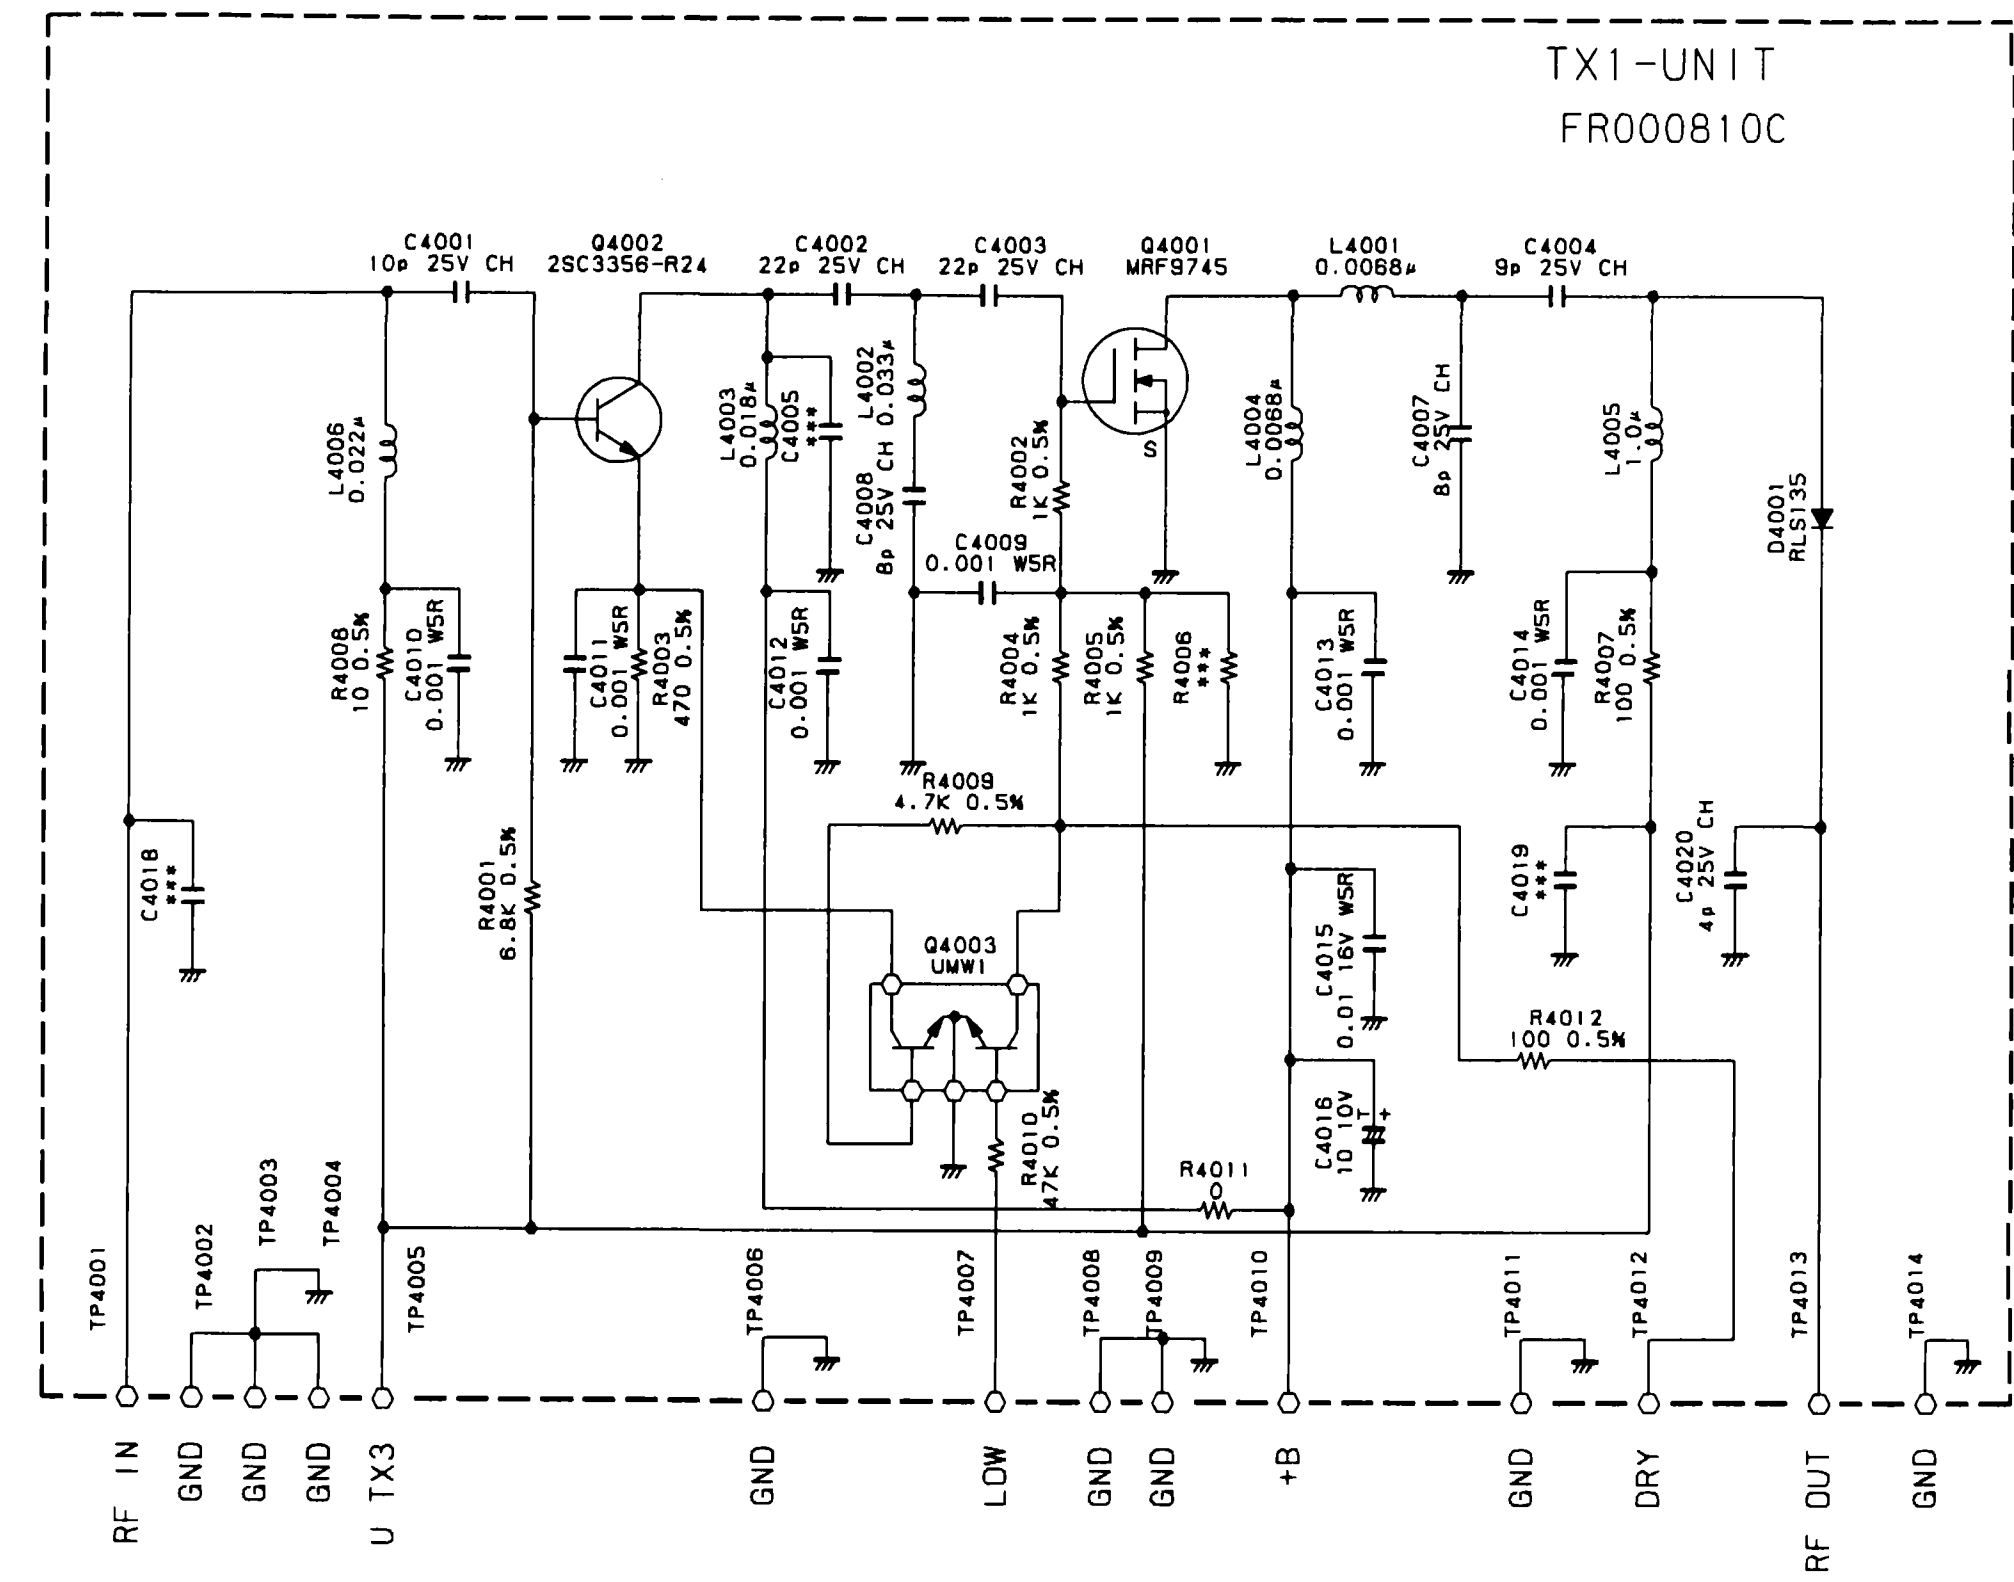 TX1-UNIT
FR000810C
C4001
10p 25V CH
Q4002
2SC3356-R24
C4002
22p 25V CH
C4003
22p 25V CH
Q4001
MRF9745
L4001
0.0068μ
C4004
9p 25V CH
L4006
0.022μ
L4003
0.018μ
C4005
***
L4002
0.033μ
C4008
8p 25V CH
R4002
1K 0.5%
S
L4004
0.0068μ
C4007
8p 25V CH
L4005
1.0μ
D4001
RLS135
C4009
0.001 W5R
R4008
10 0.5%
C4010
0.001 W5R
C4011
0.001 W5R
R4003
470 0.5%
C4012
0.001 W5R
R4004
1K 0.5%
R4005
1K 0.5%
R4006
***
C4013
0.001 W5R
C4014
0.001 W5R
R4007
100 0.5%
R4009
4.7K 0.5%
C4018
***
R4001
6.8K 0.5%
Q4003
UMW1
C4015
0.01 16V W5R
C4019
***
C4020
4p 25V CH
R4012
100 0.5%
R4010
47K 0.5%
C4016
10 10V
T +
R4011
0
TP4001
TP4002
TP4003
TP4004
TP4005
TP4006
TP4007
TP4008
TP4009
TP4010
TP4011
TP4012
TP4013
TP4014
RF IN
GND
GND
GND
U TX3
GND
LOW
GND
GND
+B
GND
DRY
RF OUT
GND